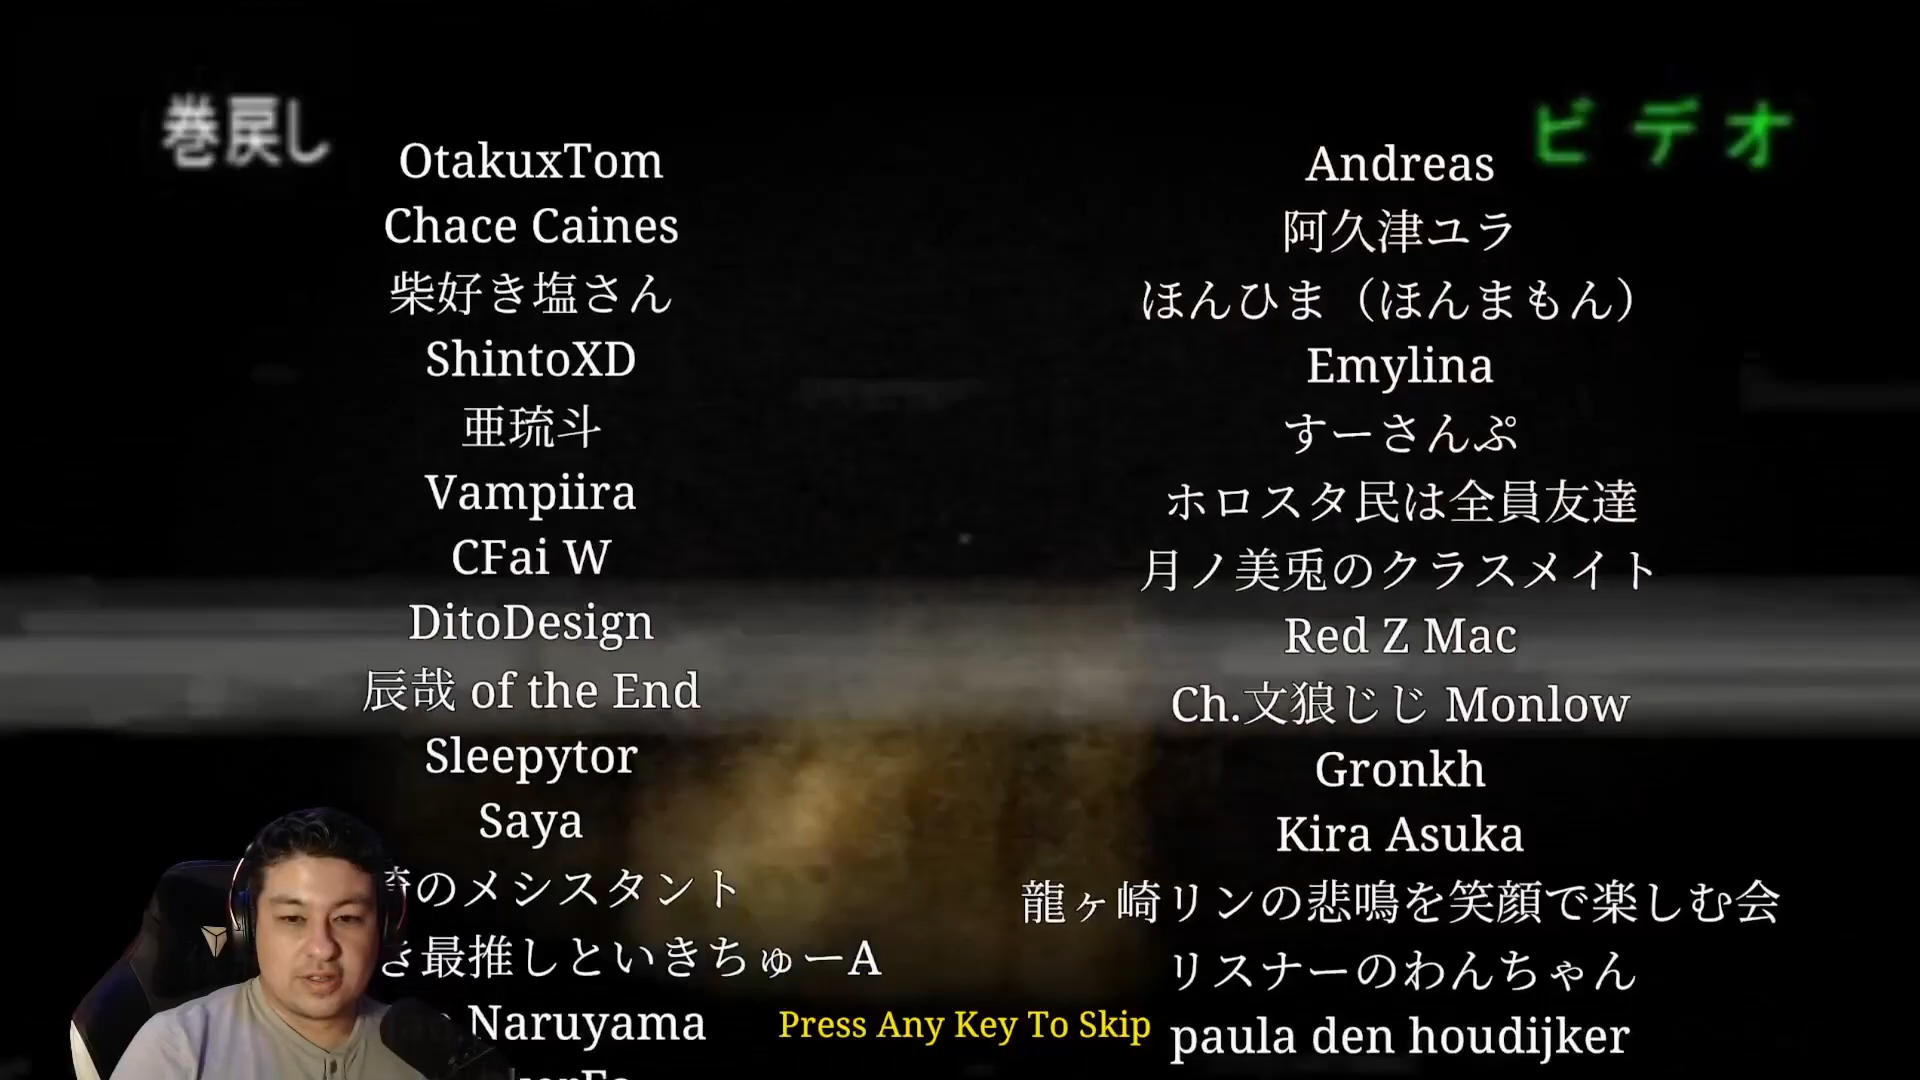 巻戻し
ビデオ
OtakuxTom
Chace Caines
柴好き塩さん
ShintoXD
亜琉斗
Vampiira
CFai W
DitoDesign
辰哉 of the End
Sleepytor
Saya
のメシスタント
き最推しといきちゅーA
Naruyama
Andreas
阿久津ユラ
ほんひま（ほんまもん）
Emylina
すーさんぷ
ホロスタ民は全員友達
月ノ美兎のクラスメイト
Red Z Mac
Ch.文狼じじ Monlow
Gronkh
Kira Asuka
龍ヶ崎リンの悲鳴を笑顔で楽しむ会
リスナーのわんちゃん
paula den houdijker
Press Any Key To Skip